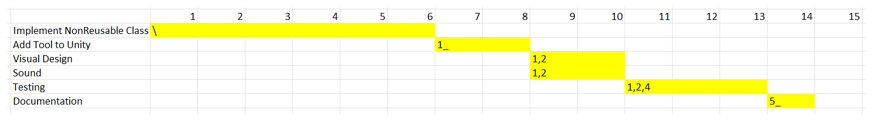 1 2 3 4 5 6 7 8 9 10 11 12 13 14 15
Implement NonReusable Class \
Add Tool to Unity 1_
Visual Design 1,2
Sound 1,2
Testing 1,2,4
Documentation 5_